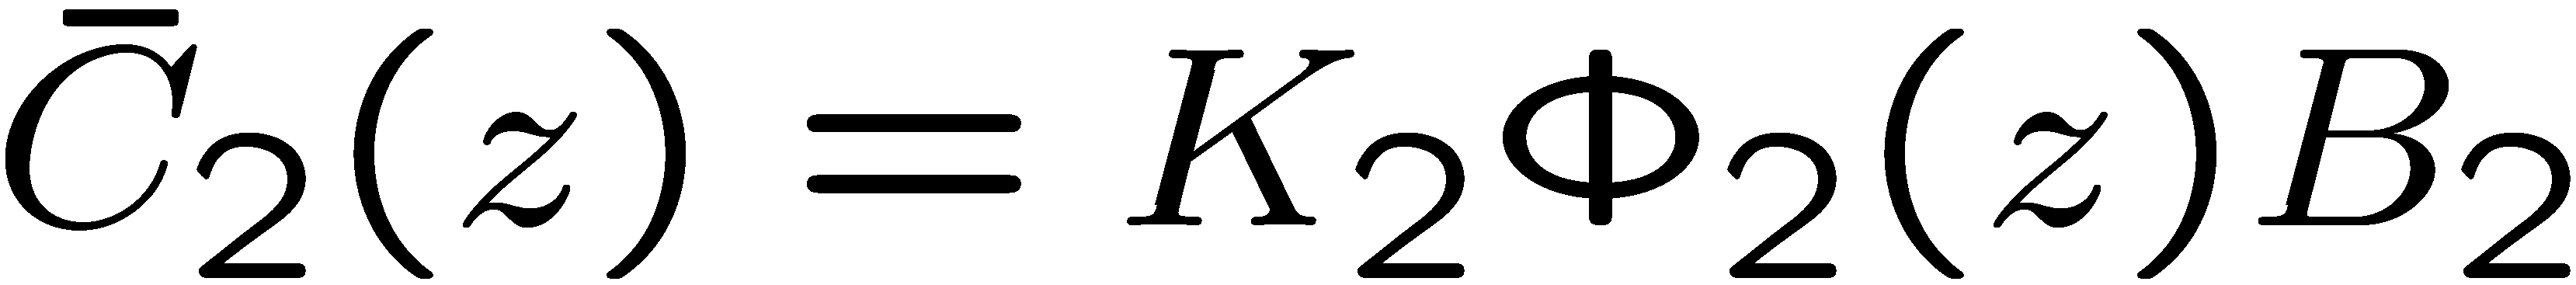 C̄₂(z) = K₂Φ₂(z)B₂